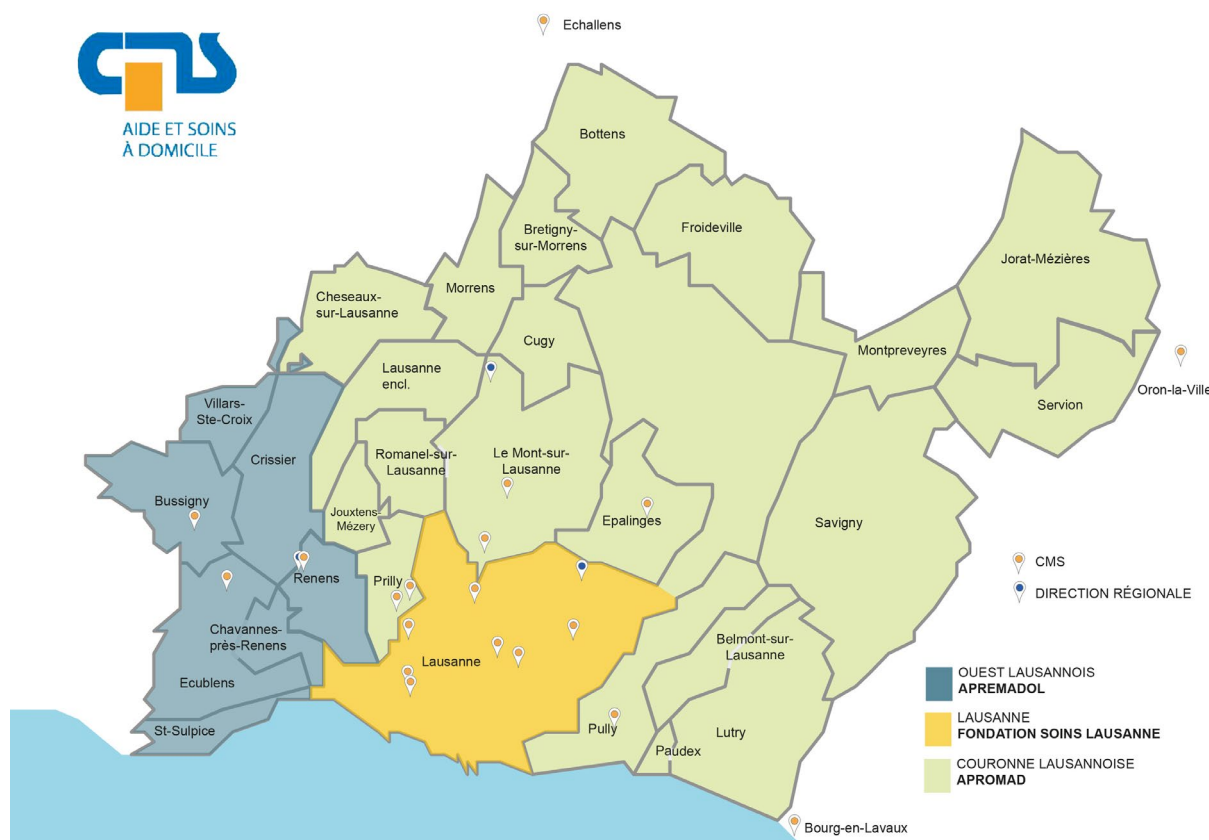 Echallens
CMS
AIDE ET SOINS
À DOMICILE
Bottens
Froideville
Bretigny-
sur-Morrens
Jorat-Mézières
Morrens
Cheseaux-
sur-Lausanne
Cugy
Montpreveyres
Lausanne
encl.
Oron-la-Ville
Servion
Villars-
Ste-Croix
Crissier
Romanel-sur-
Lausanne
Le Mont-sur-
Lausanne
Bussigny
Jouxtens-
Mézery
Epalinges
Savigny
CMS
Renens
Prilly
DIRECTION RÉGIONALE
Chavannes-
près-Renens
Belmont-sur-
Lausanne
Lausanne
Ecublens
OUEST LAUSANNOIS
APREMADOL
St-Sulpice
Pully
Paudex
Lutry
LAUSANNE
FONDATION SOINS LAUSANNE
COURONNE LAUSANNOISE
APROMAD
Bourg-en-Lavaux